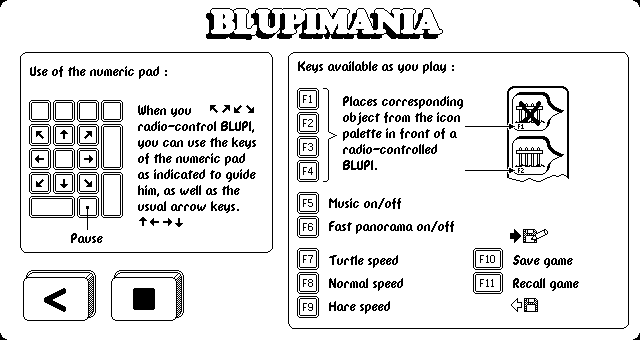 BLUPIMANIA
Use of the numeric pad :
When you ↖↗↙↘
radio-control BLUPI,
you can use the keys
of the numeric pad
as indicated to guide
him, as well as the
usual arrow keys.
↑←→↓
Pause
Keys available as you play :
F1
F2
F3
F4
Places corresponding
object from the icon
palette in front of a
radio-controlled
BLUPI.
F1
F2
F5 Music on/off
F6 Fast panorama on/off
F7 Turtle speed
F8 Normal speed
F9 Hare speed
F10 Save game
F11 Recall game